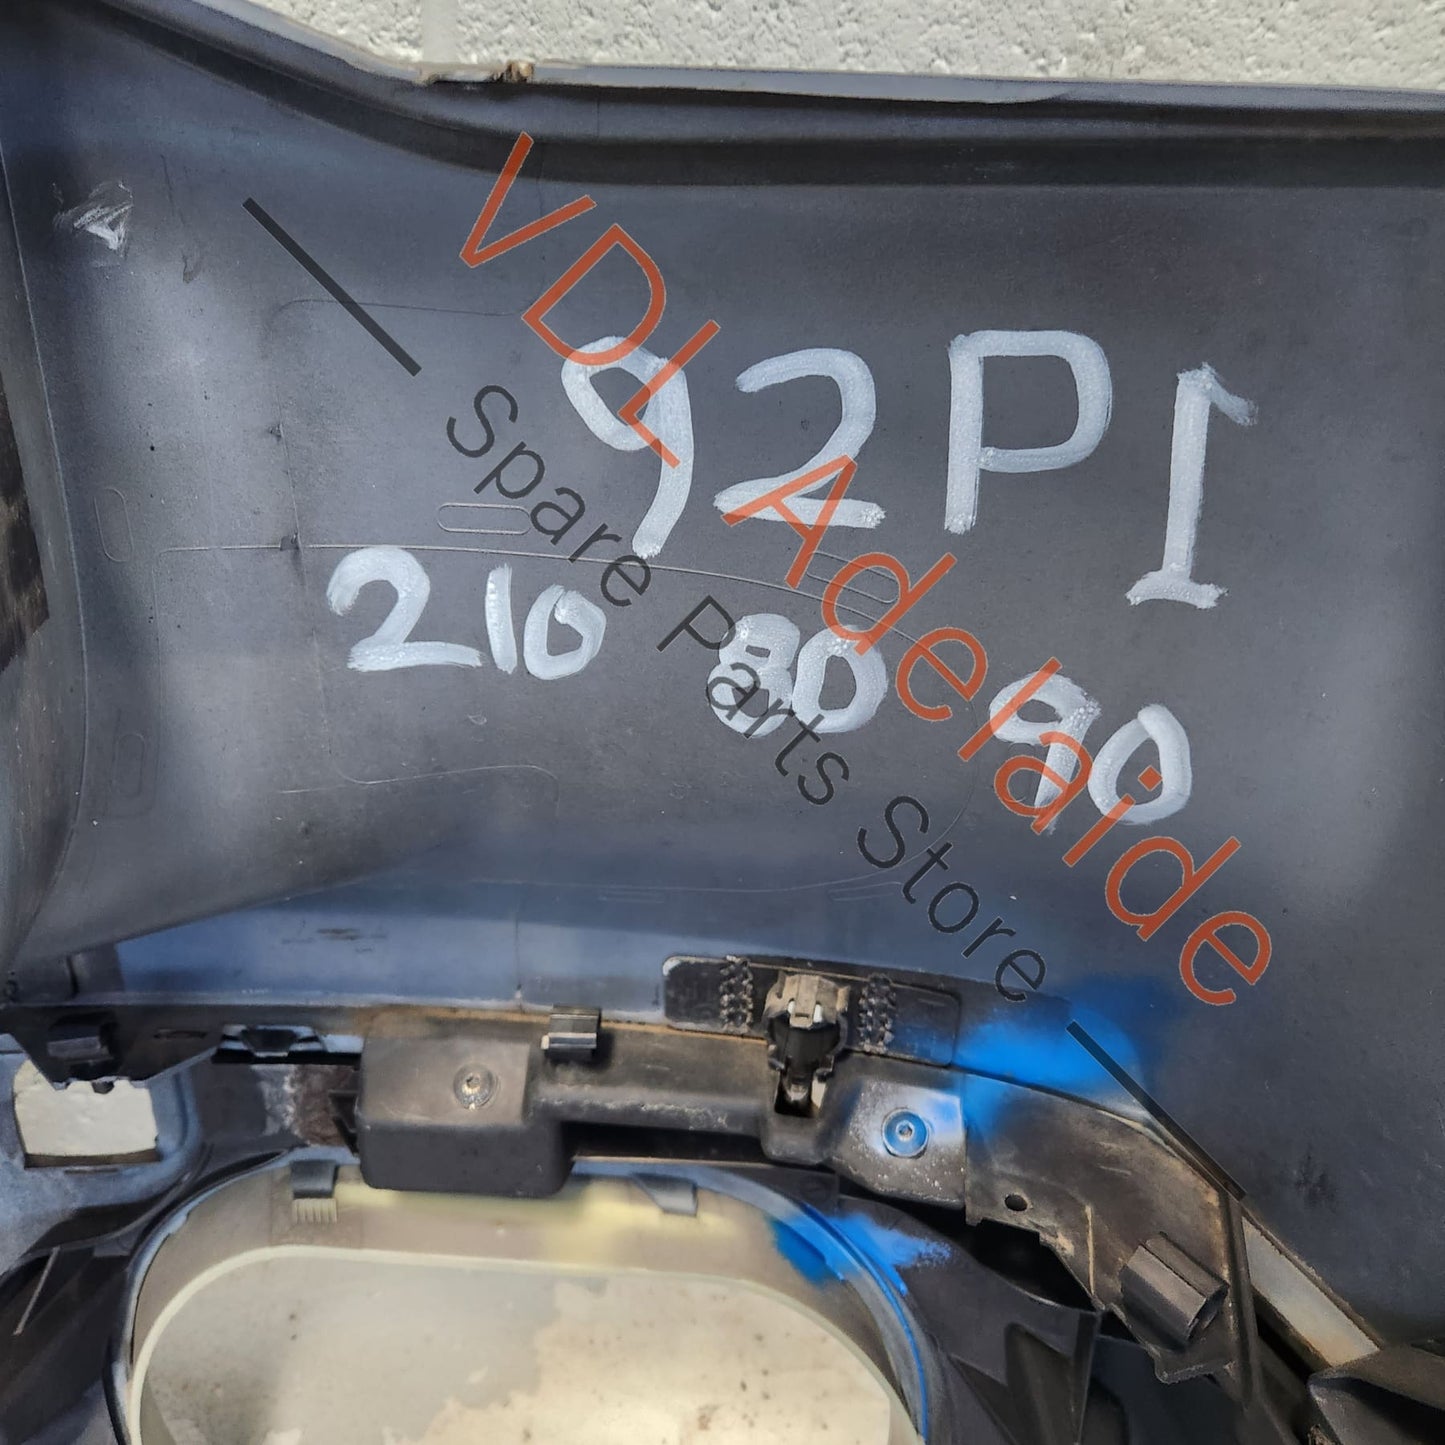 92P1
210 80 90
VDL Adelaide
Spare Parts Store